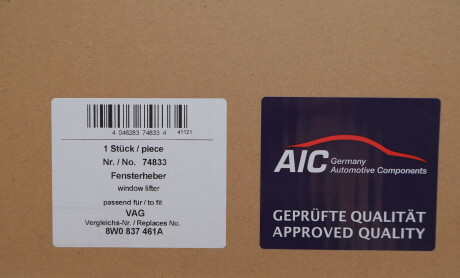 4 046283 74833 4 41121
1 Stück / piece
Nr. / No. 74833
Fensterheber
window lifter
passend für / to fit
VAG
Vergleichs-Nr. / Replaces No.
8W0 837 461A
AIC Germany
Automotive Components
GEPRÜFTE QUALITÄT
APPROVED QUALITY